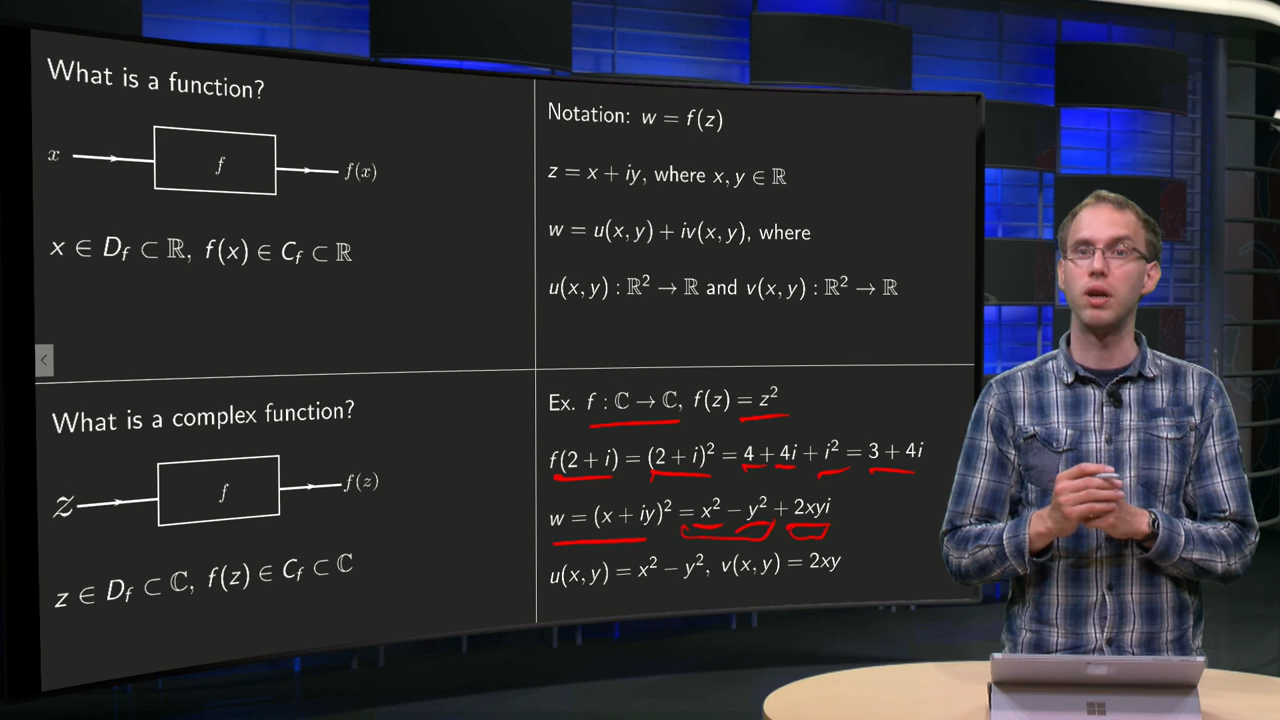 What is a function?
x
f
f(x)
x ∈ D_f ⊂ ℝ, f(x) ∈ C_f ⊂ ℝ
Notation: w = f(z)
z = x + iy, where x, y ∈ ℝ
w = u(x, y) + iv(x, y), where
u(x, y) : ℝ² → ℝ and v(x, y) : ℝ² → ℝ
What is a complex function?
z
f
f(z)
z ∈ D_f ⊂ ℂ, f(z) ∈ C_f ⊂ ℂ
Ex. f : ℂ → ℂ, f(z) = z²
f(2 + i) = (2 + i)² = 4 + 4i + i² = 3 + 4i
w = (x + iy)² = x² − y² + 2xyi
u(x, y) = x² − y², v(x, y) = 2xy